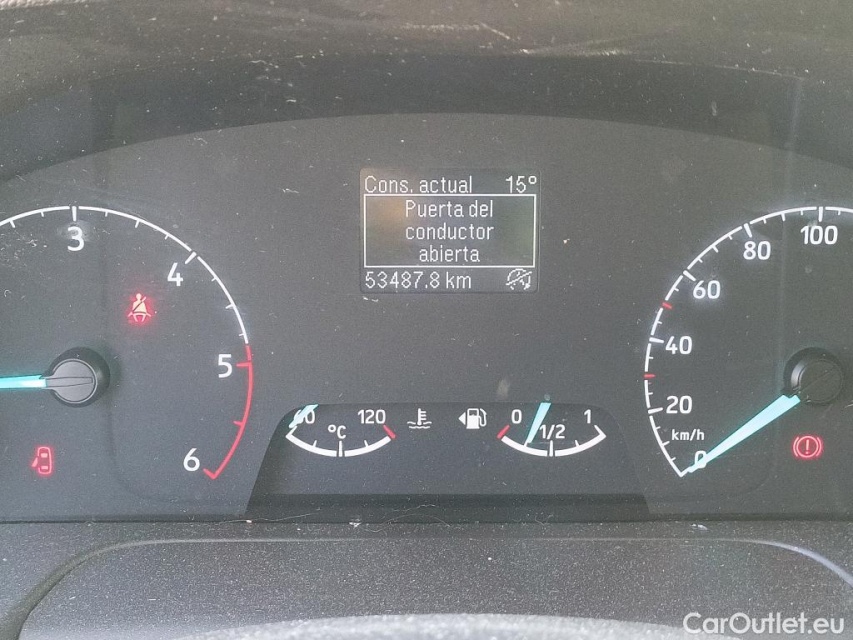 Cons. actual 15°
Puerta del
conductor
abierta
53487.8 km
3
4
5
6
60 °C 120
0 1/2 1
100
80
60
40
20
km/h
0
CarOutlet.eu